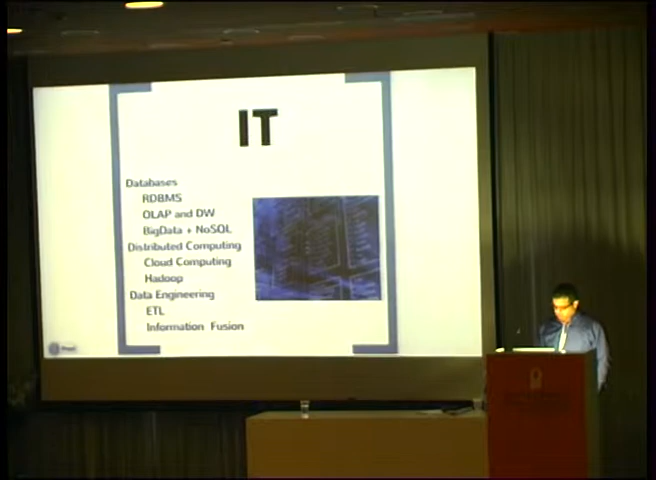 IT
Databases
RDBMS
OLAP and DW
BigData + NoSQL
Distributed Computing
Cloud Computing
Hadoop
Data Engineering
ETL
Information Fusion